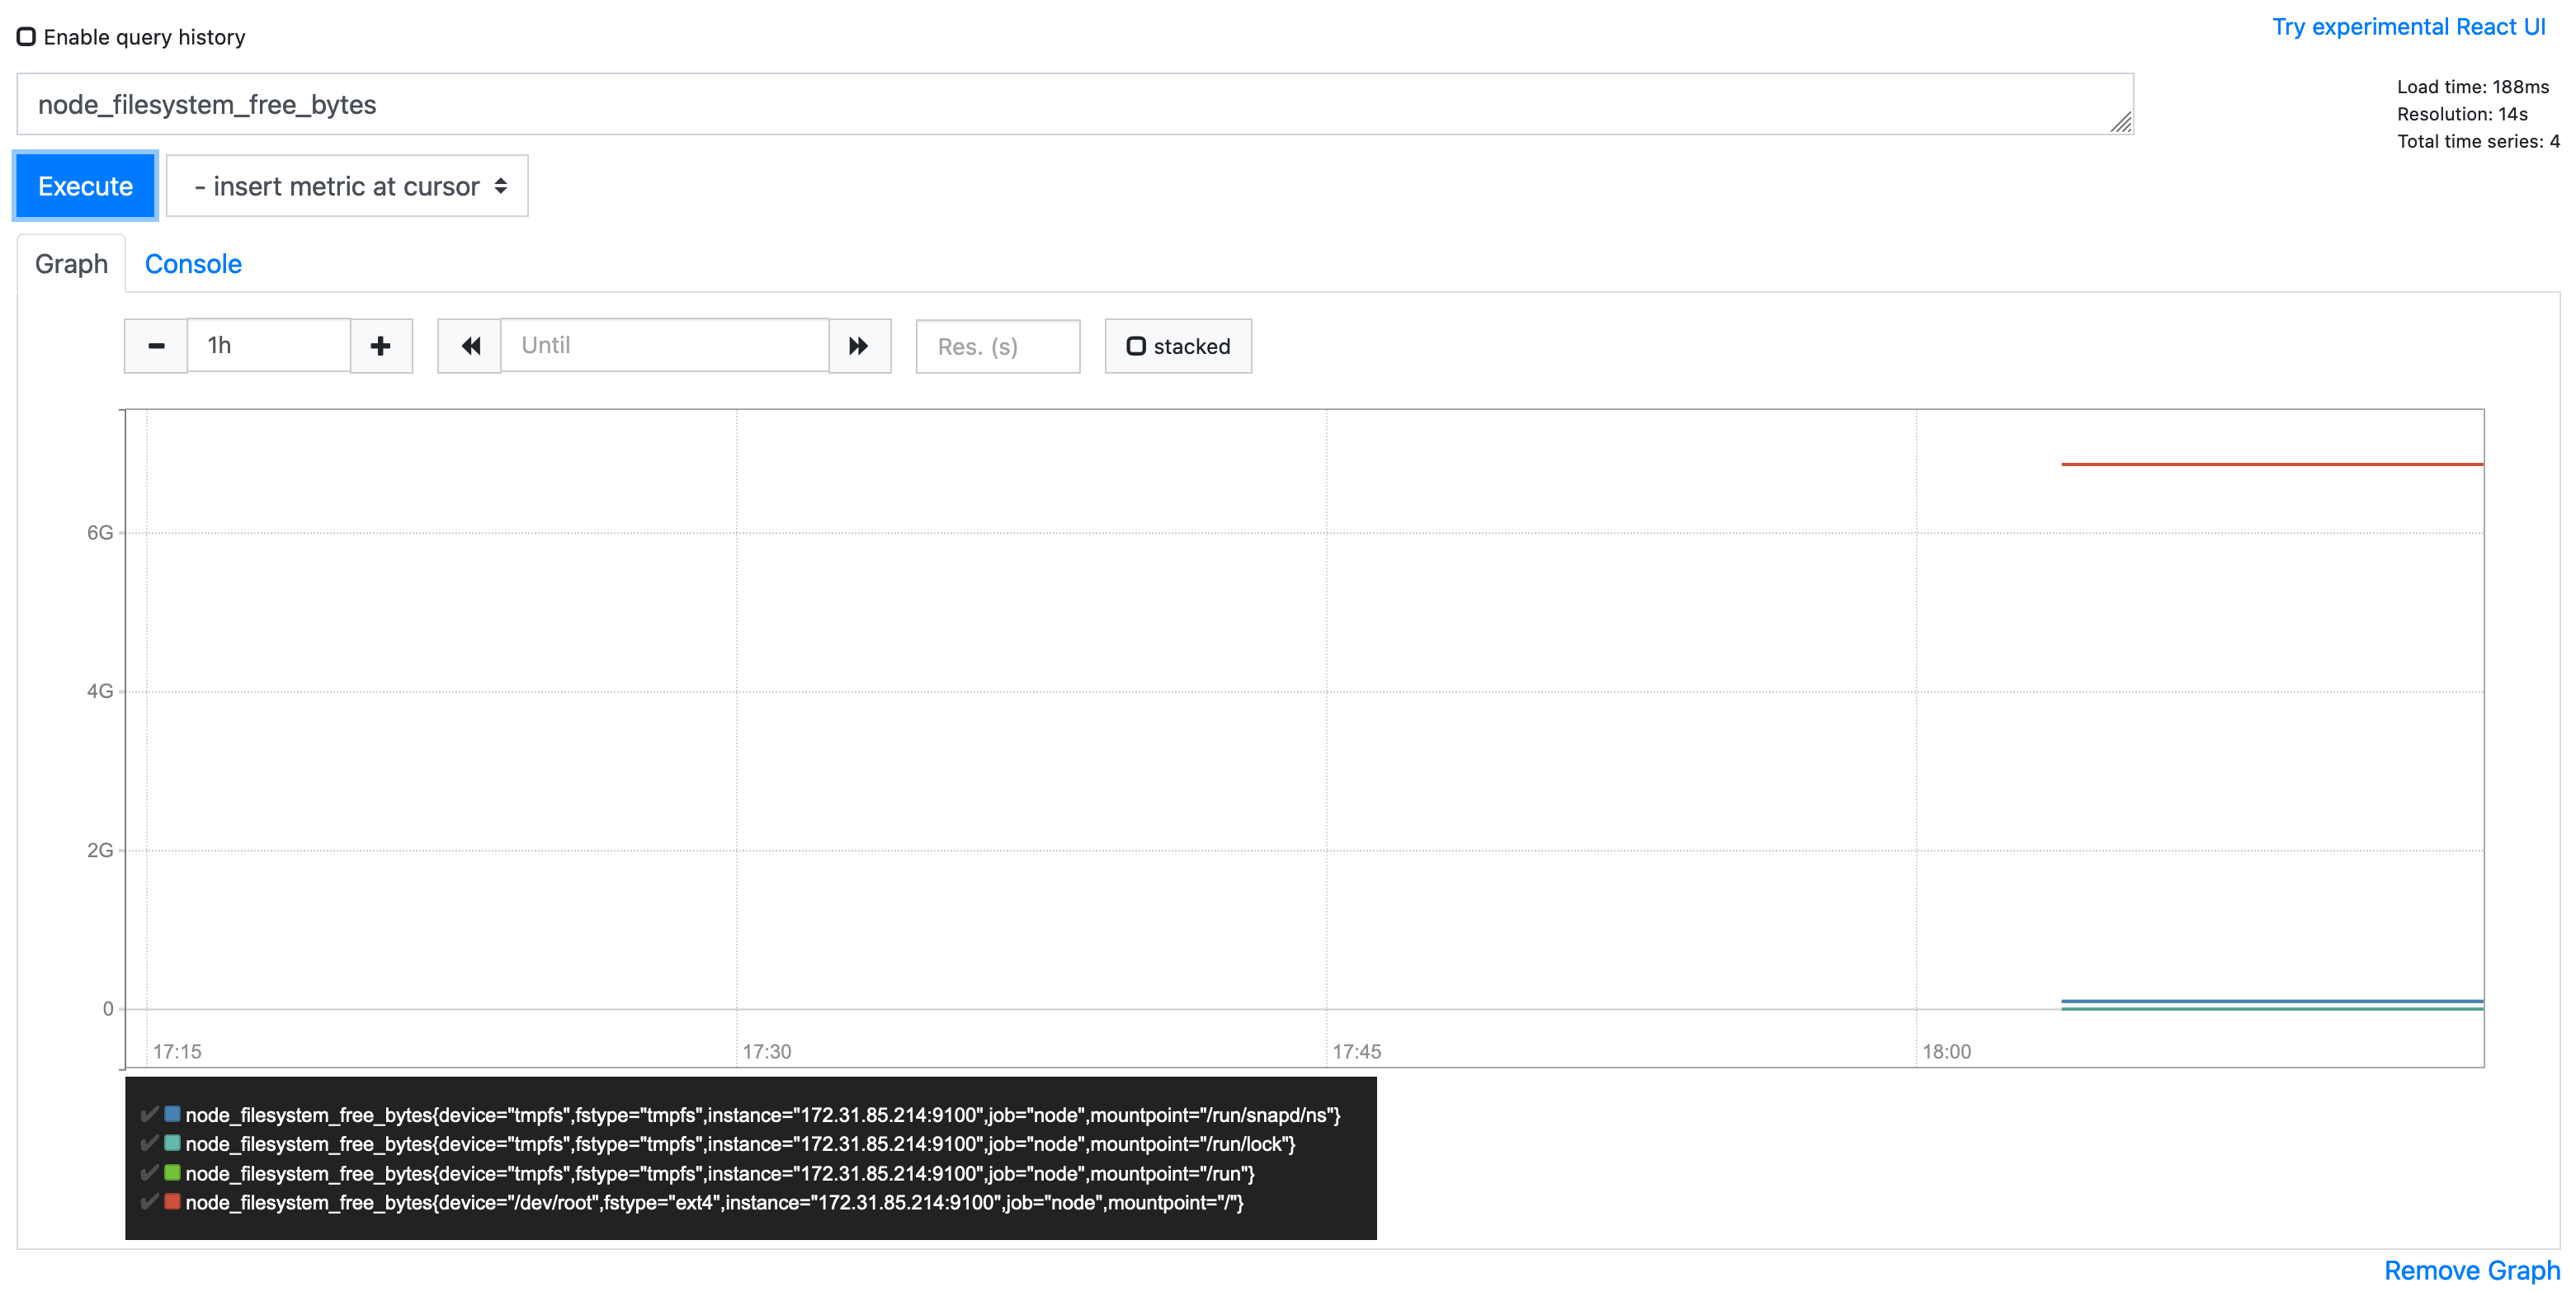 Enable query history
Try experimental React UI
node_filesystem_free_bytes
Load time: 188ms
Resolution: 14s
Total time series: 4
Execute
- insert metric at cursor
Graph
Console
1h
Until
Res. (s)
stacked
6G
4G
2G
0
17:15
17:30
17:45
18:00
node_filesystem_free_bytes{device="tmpfs",fstype="tmpfs",instance="172.31.85.214:9100",job="node",mountpoint="/run/snapd/ns"}
node_filesystem_free_bytes{device="tmpfs",fstype="tmpfs",instance="172.31.85.214:9100",job="node",mountpoint="/run/lock"}
node_filesystem_free_bytes{device="tmpfs",fstype="tmpfs",instance="172.31.85.214:9100",job="node",mountpoint="/run"}
node_filesystem_free_bytes{device="/dev/root",fstype="ext4",instance="172.31.85.214:9100",job="node",mountpoint="/"}
Remove Graph